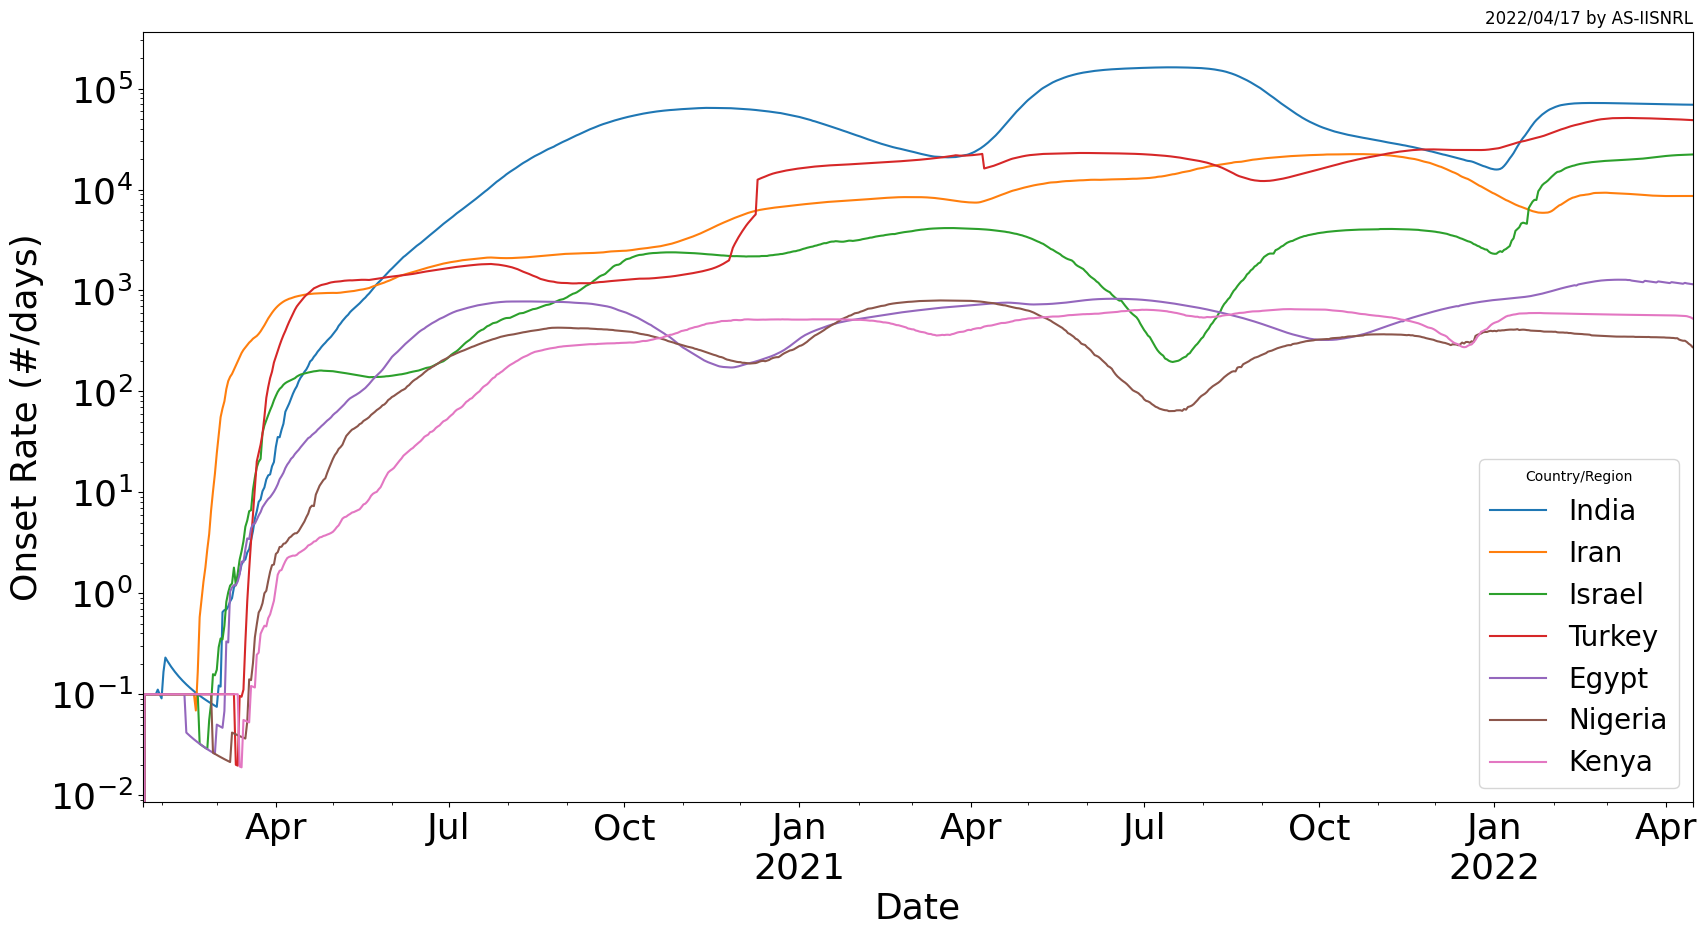 2022/04/17 by AS-IISNRL
Onset Rate (#/days)
10^5
10^4
10^3
10^2
10^1
10^0
10^-1
10^-2
Country/Region
India
Iran
Israel
Turkey
Egypt
Nigeria
Kenya
Apr Jul Oct Jan Apr Jul Oct Jan Apr
2021 2022
Date